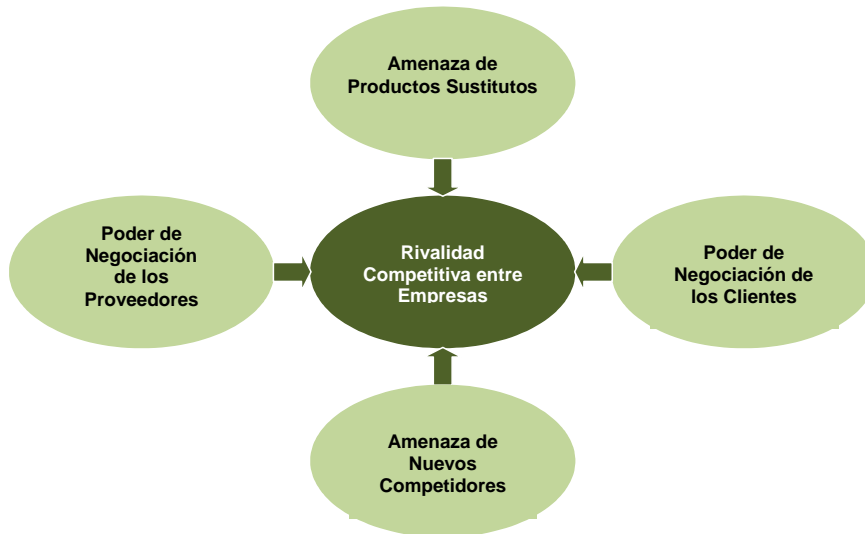 Amenaza de
Productos Sustitutos
Poder de
Negociación
de los
Proveedores
Rivalidad
Competitiva entre
Empresas
Poder de
Negociación de
los Clientes
Amenaza de
Nuevos
Competidores